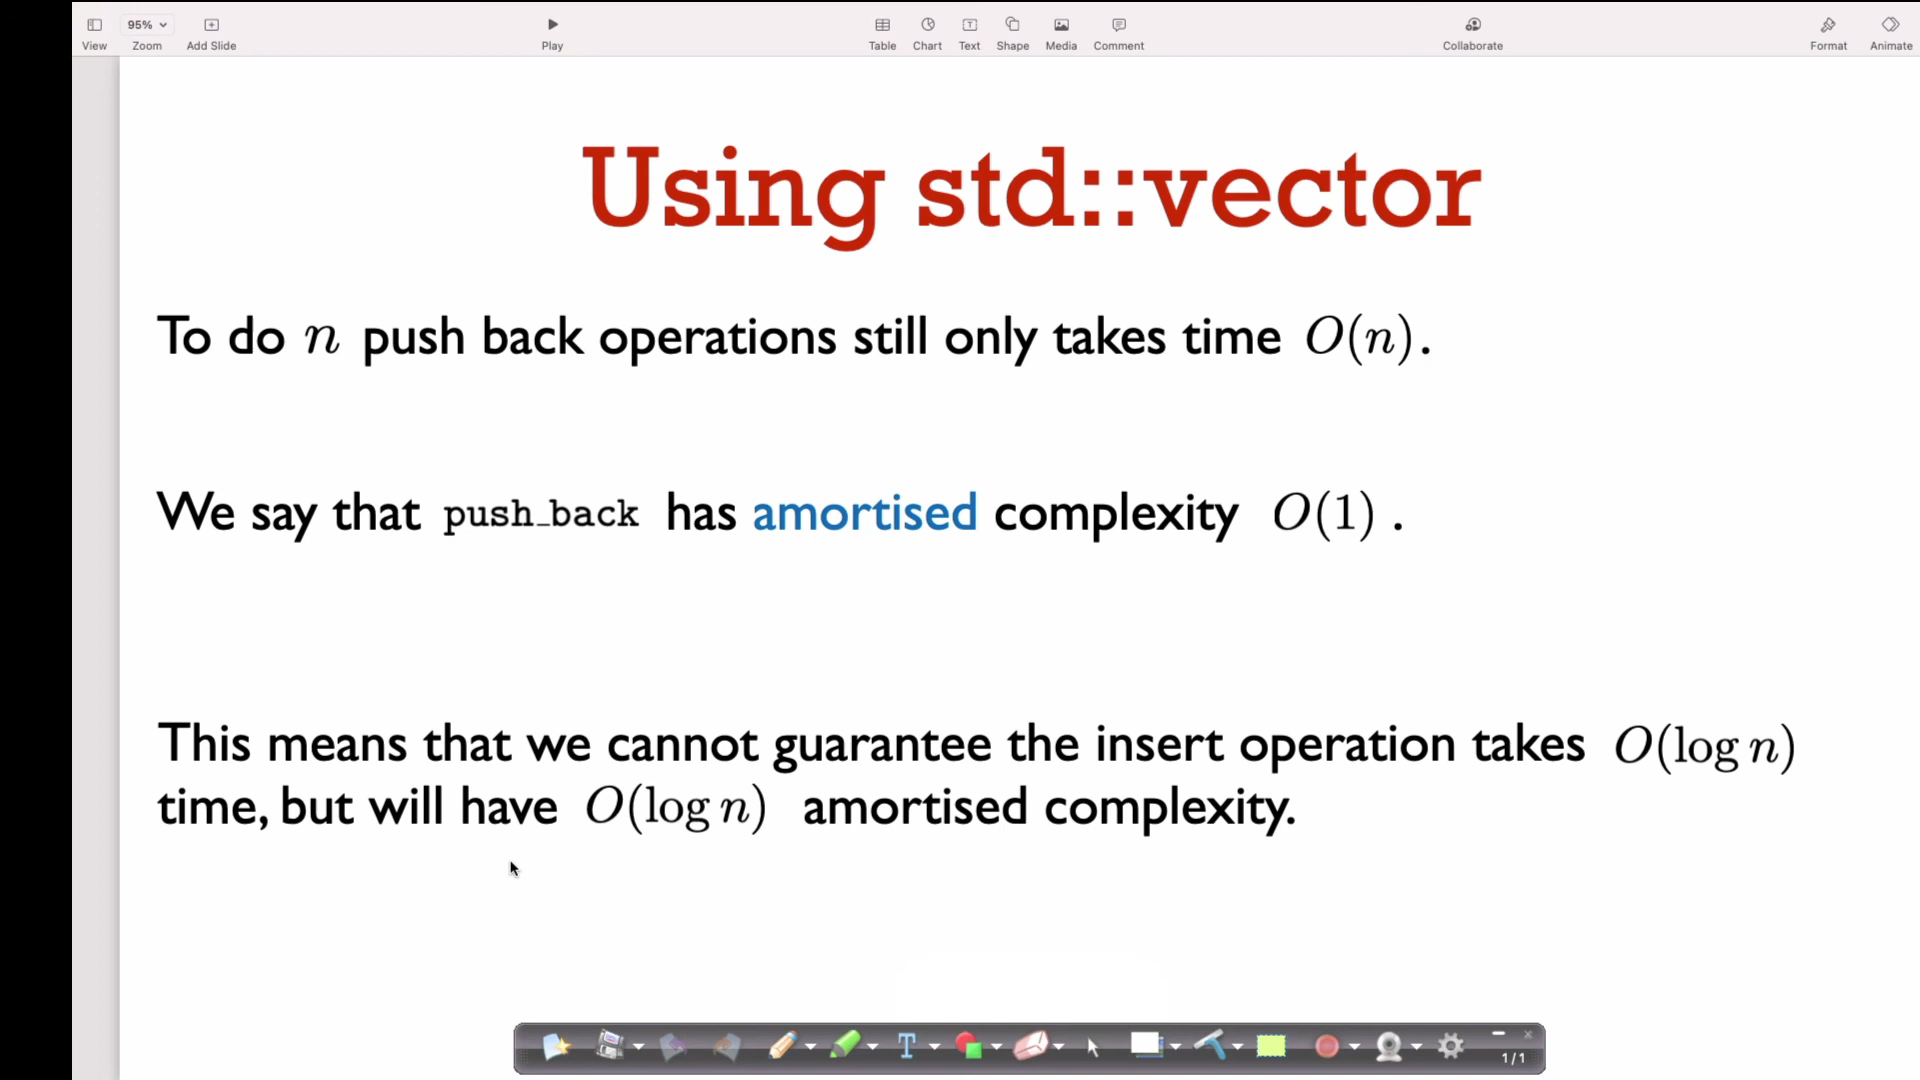 95%
View Zoom Add Slide Play Table Chart Text Shape Media Comment Collaborate Format Animate
Using std::vector
To do n push back operations still only takes time O(n).
We say that push_back has amortised complexity O(1) .
This means that we cannot guarantee the insert operation takes O(log n)
time, but will have O(log n) amortised complexity.
1/1